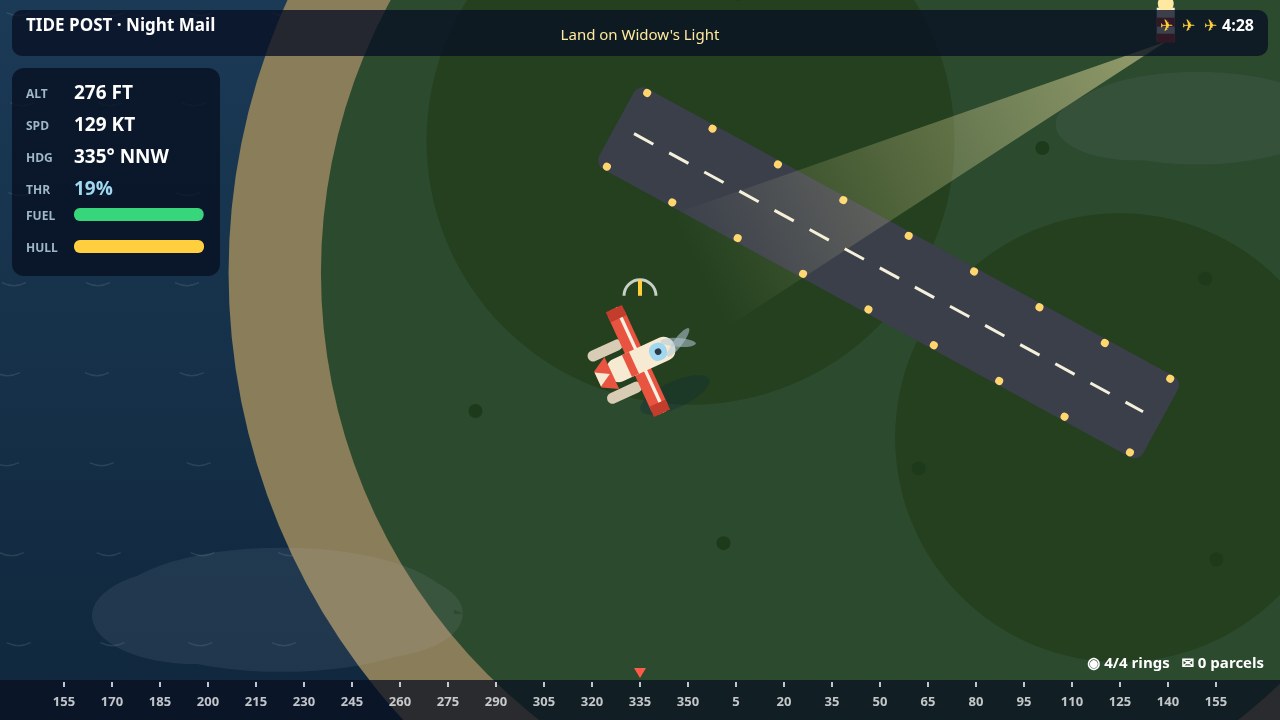 TIDE POST · Night Mail
Land on Widow's Light
4:28
ALT 276 FT
SPD 129 KT
HDG 335° NNW
THR 19%
FUEL
HULL
4/4 rings 0 parcels
155 170 185 200 215 230 245 260 275 290 305 320 335 350 5 20 35 50 65 80 95 110 125 140 155